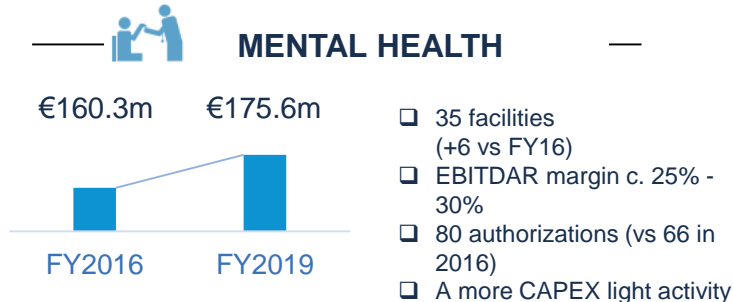 MENTAL HEALTH
€160.3m €175.6m
FY2016 FY2019
❑ 35 facilities
(+6 vs FY16)
❑ EBITDAR margin c. 25% -
30%
❑ 80 authorizations (vs 66 in
2016)
❑ A more CAPEX light activity